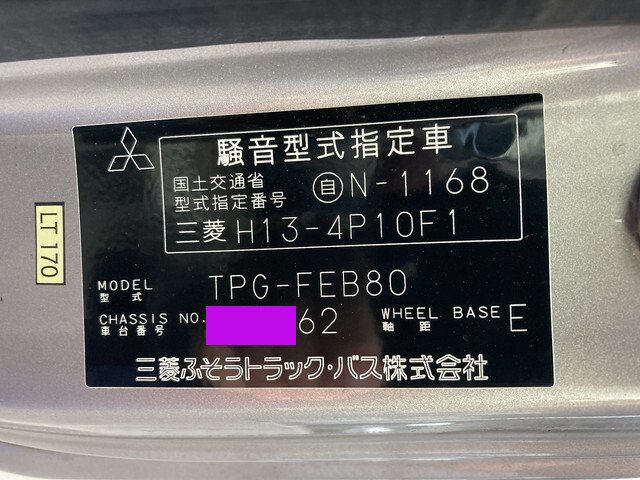 騒音型式指定車
国土交通省
型式指定番号 自N-1168
三菱 H13-4P10F1
LT170
MODEL
型式 TPG-FEB80
CHASSIS NO. 62 WHEEL BASE E
車台番号 軸距
三菱ふそうトラック・バス株式会社